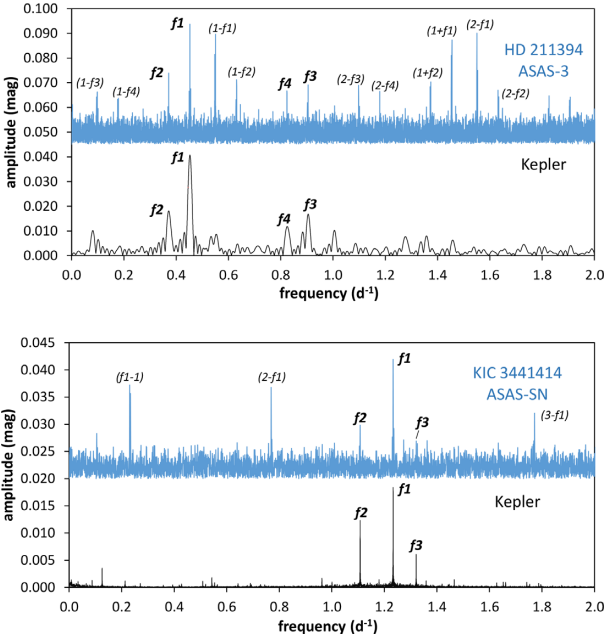 0.100
0.090
0.080
0.070
0.060
0.050
0.040
0.030
0.020
0.010
0.000
amplitude (mag)
f1
(1-f1)
(1+f1)
(2-f1)
HD 211394
ASAS-3
(1-f3)
(1-f4)
f2
(1-f2)
f4
f3
(2-f3)
(2-f4)
(1+f2)
(2-f2)
Kepler
f1
f2
f4
f3
0.0 0.2 0.4 0.6 0.8 1.0 1.2 1.4 1.6 1.8 2.0
frequency (d-1)
0.045
0.040
0.035
0.030
0.025
0.020
0.015
0.010
0.005
0.000
amplitude (mag)
f1
KIC 3441414
ASAS-SN
(f1-1)
(2-f1)
f2
f3
(3-f1)
Kepler
f1
f2
f3
0.0 0.2 0.4 0.6 0.8 1.0 1.2 1.4 1.6 1.8 2.0
frequency (d-1)